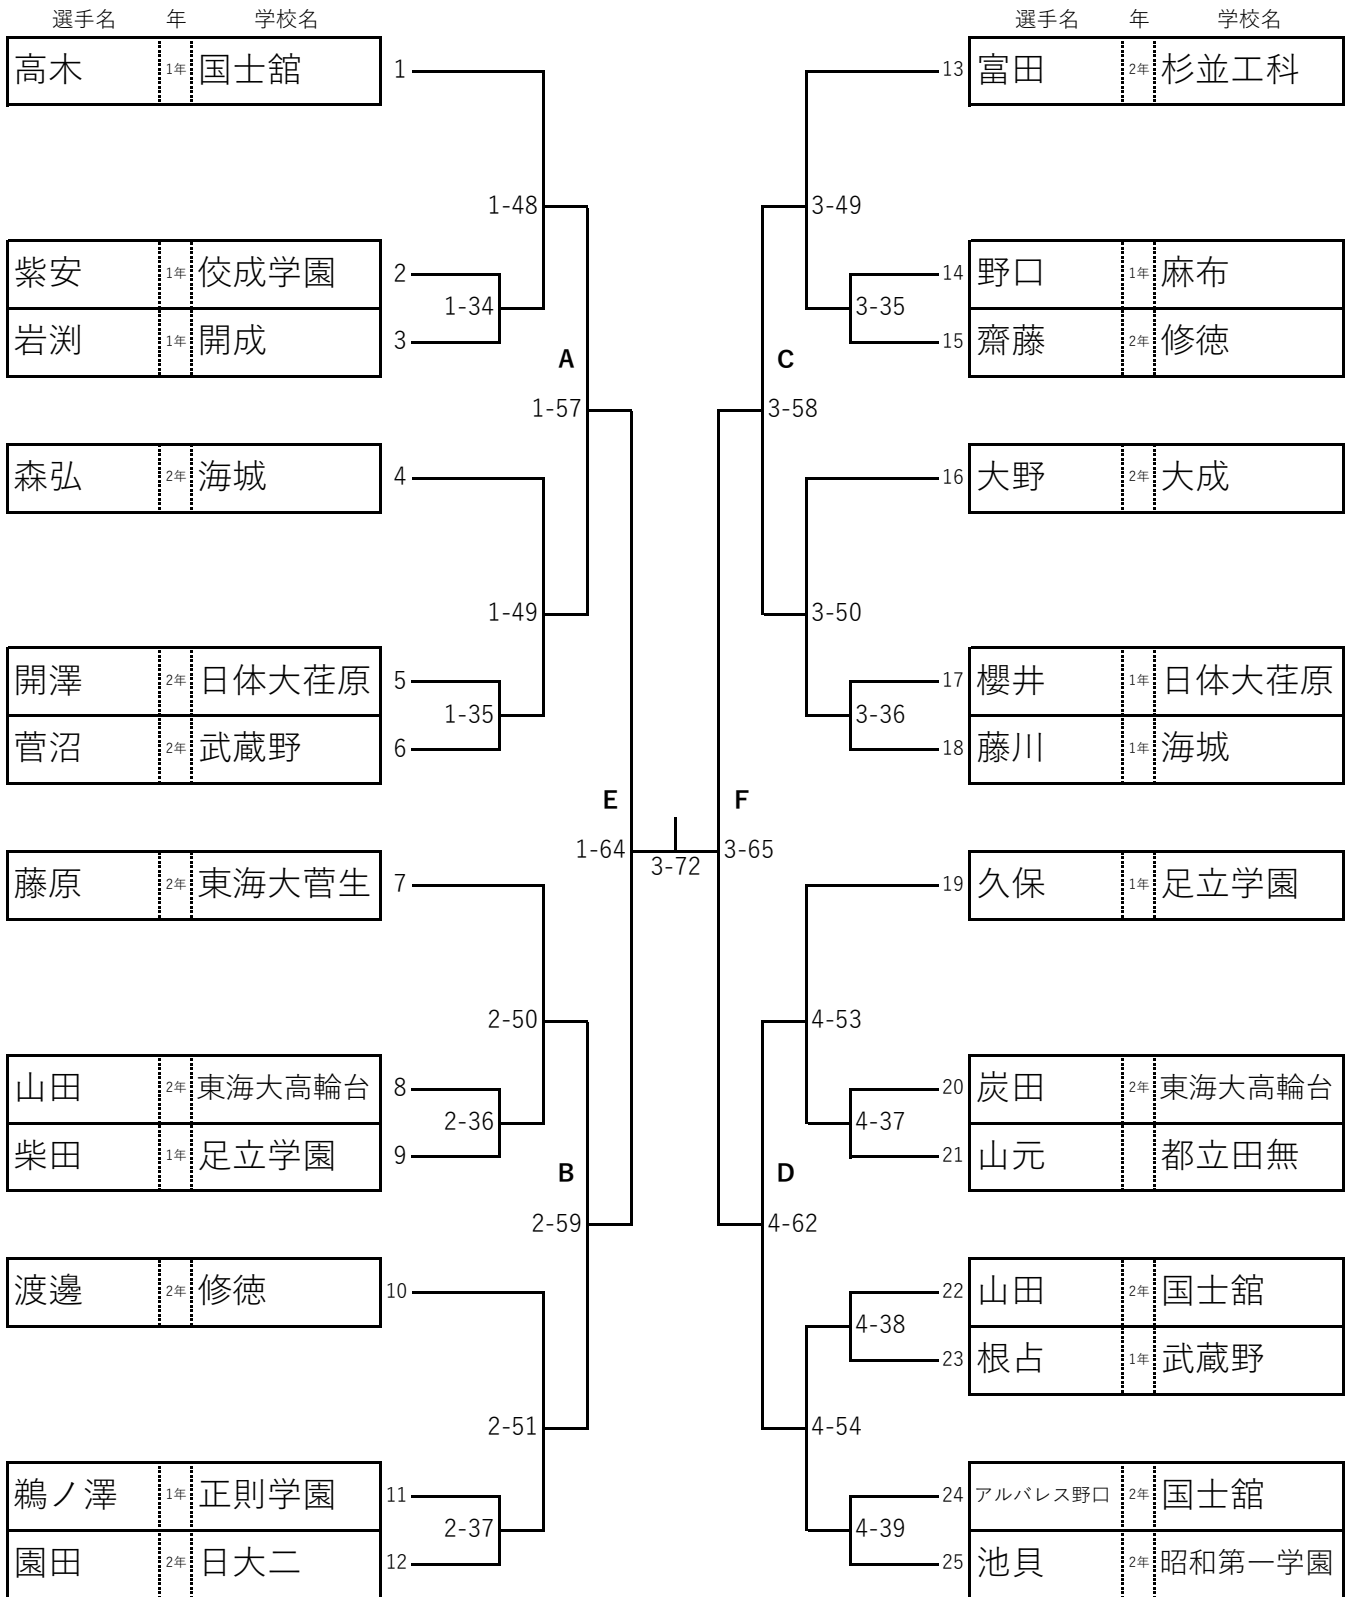 選手名 年 学校名
高木 1年 国士舘 1
1-48
紫安 1年 佼成学園 2
1-34
岩渕 1年 開成 3
A
1-57
森弘 2年 海城 4
1-49
開澤 2年 日体大荏原 5
1-35
菅沼 2年 武蔵野 6
E
1-64
藤原 2年 東海大菅生 7
2-50
山田 2年 東海大高輪台 8
2-36
柴田 1年 足立学園 9
B
2-59
渡邊 2年 修徳 10
2-51
鵜ノ澤 1年 正則学園 11
2-37
園田 2年 日大二 12
3-72
選手名 年 学校名
13 富田 2年 杉並工科
3-49
14 野口 1年 麻布
3-35
15 齋藤 2年 修徳
C
3-58
16 大野 2年 大成
3-50
17 櫻井 1年 日体大荏原
3-36
18 藤川 1年 海城
F
3-65
19 久保 1年 足立学園
4-53
20 炭田 2年 東海大高輪台
4-37
21 山元 都立田無
D
4-62
22 山田 2年 国士舘
4-38
23 根占 1年 武蔵野
4-54
24 アルバレス野口 2年 国士舘
4-39
25 池貝 2年 昭和第一学園